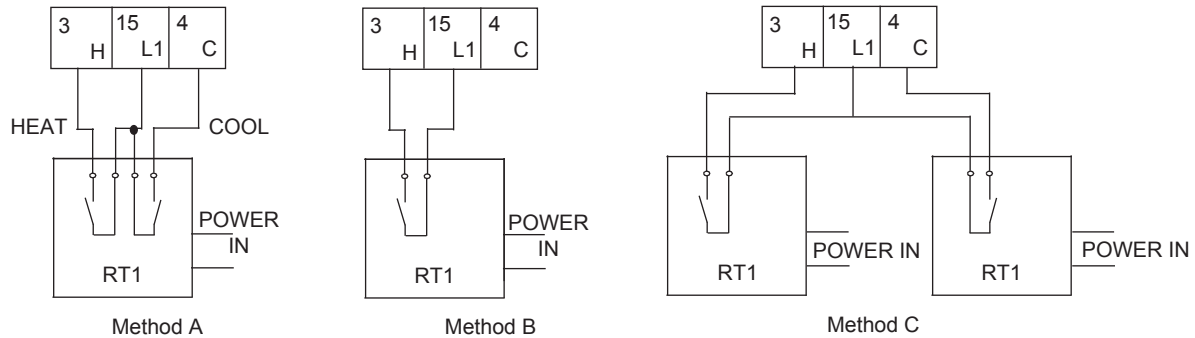 3 H 15 L1 4 C
HEAT COOL
POWER
IN
RT1
Method A
3 H 15 L1 4 C
POWER
IN
RT1
Method B
3 H 15 L1 4 C
POWER IN
RT1
POWER IN
RT1
Method C